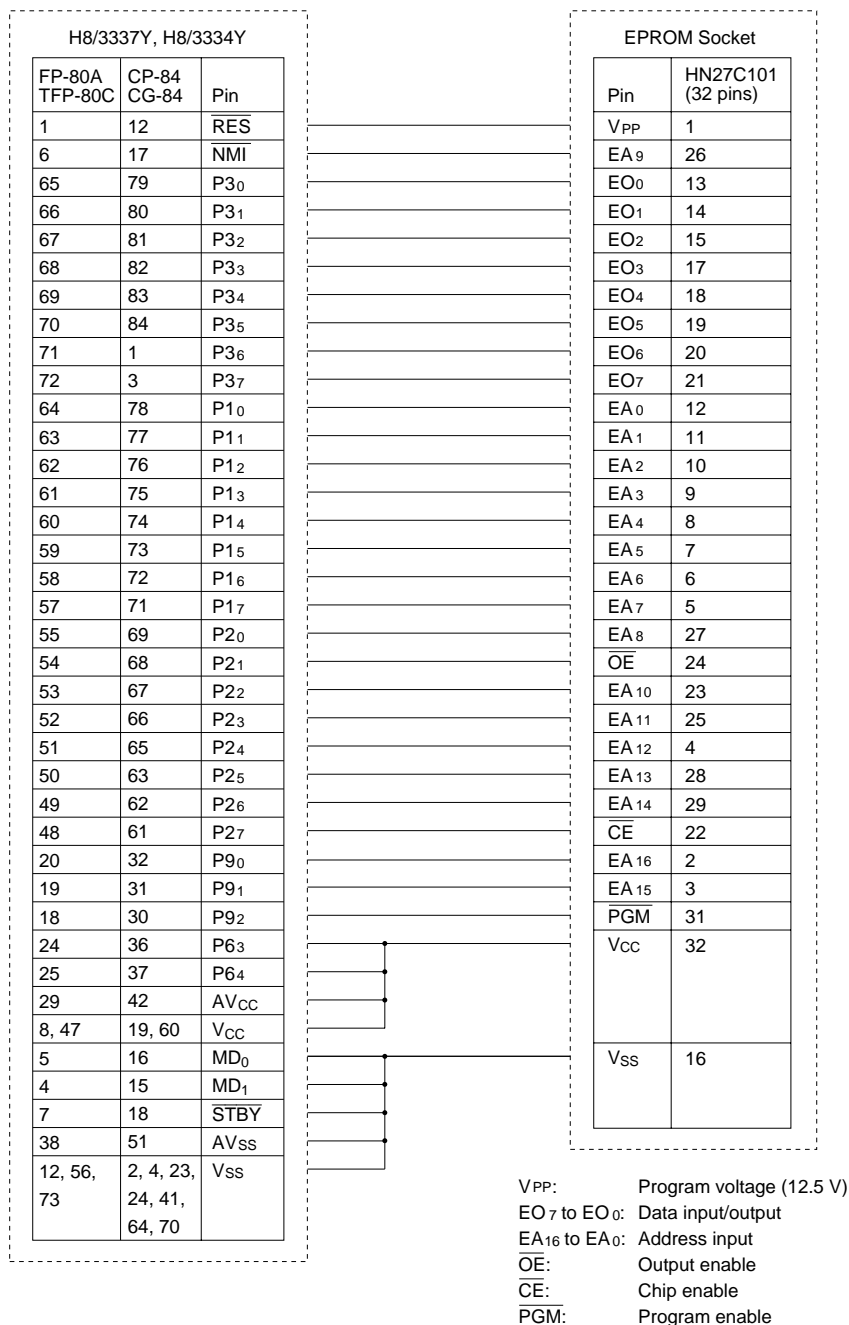 H8/3337Y, H8/3334Y EPROM Socket
FP-80A TFP-80C CP-84 CG-84 Pin Pin HN27C101 (32 pins)
1 12 R̅E̅S̅ VPP 1
6 17 N̅M̅I̅ EA9 26
65 79 P30 EO0 13
66 80 P31 EO1 14
67 81 P32 EO2 15
68 82 P33 EO3 17
69 83 P34 EO4 18
70 84 P35 EO5 19
71 1 P36 EO6 20
72 3 P37 EO7 21
64 78 P10 EA0 12
63 77 P11 EA1 11
62 76 P12 EA2 10
61 75 P13 EA3 9
60 74 P14 EA4 8
59 73 P15 EA5 7
58 72 P16 EA6 6
57 71 P17 EA7 5
55 69 P20 EA8 27
54 68 P21 O̅E̅ 24
53 67 P22 EA10 23
52 66 P23 EA11 25
51 65 P24 EA12 4
50 63 P25 EA13 28
49 62 P26 EA14 29
48 61 P27 C̅E̅ 22
20 32 P90 EA16 2
19 31 P91 EA15 3
18 30 P92 P̅G̅M̅ 31
24 36 P63 VCC 32
25 37 P64
29 42 AVCC
8, 47 19, 60 VCC
5 16 MD0 VSS 16
4 15 MD1
7 18 S̅T̅B̅Y̅
38 51 AVSS
12, 56, 73 2, 4, 23, 24, 41, 64, 70 VSS
VPP: Program voltage (12.5 V)
EO7 to EO0: Data input/output
EA16 to EA0: Address input
O̅E̅: Output enable
C̅E̅: Chip enable
P̅G̅M̅: Program enable